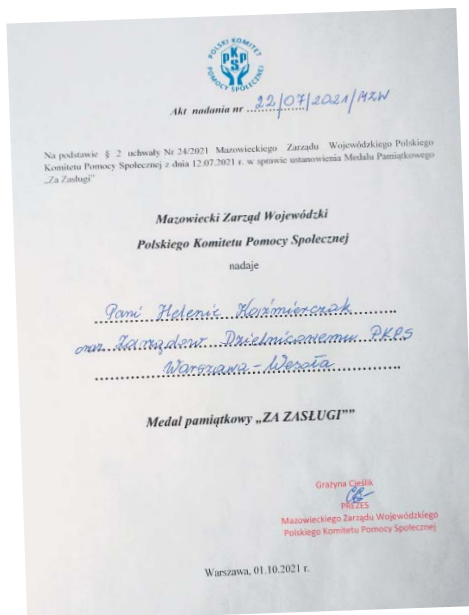 POLSKI KOMITET
PKPS
POMOCY SPOŁECZNEJ
Akt nadania nr 22/07/2021/MZW
Na podstawie § 2 uchwały Nr 24/2021 Mazowieckiego Zarządu Wojewódzkiego Polskiego
Komitetu Pomocy Społecznej z dnia 12.07.2021 r. w sprawie ustanowienia Medalu Pamiątkowego
„Za Zasługi"
Mazowiecki Zarząd Wojewódzki
Polskiego Komitetu Pomocy Społecznej
nadaje
Pani Helenie Kaźmierczak
oraz Zarządowi Dzielnicowemu PKPS
Warszawa - Wesoła
Medal pamiątkowy „ZA ZASŁUGI""
Grażyna Cieślik
PREZES
Mazowieckiego Zarządu Wojewódzkiego
Polskiego Komitetu Pomocy Społecznej
Warszawa, 01.10.2021 r.